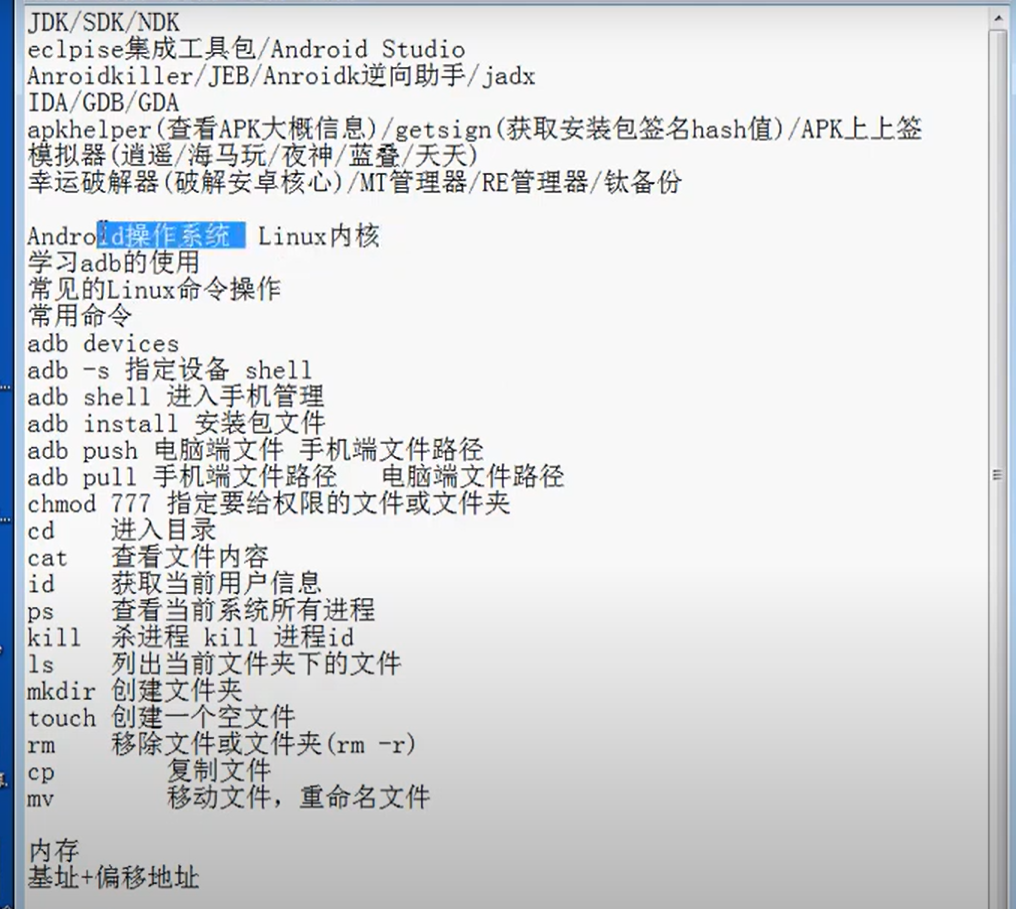 JDK/SDK/NDK
eclpise集成工具包/Android Studio
Anroidkiller/JEB/Anroidk逆向助手/jadx
IDA/GDB/GDA
apkhelper(查看APK大概信息)/getsign(获取安装包签名hash值)/APK上上签
模拟器(逍遥/海马玩/夜神/蓝叠/天天)
幸运破解器(破解安卓核心)/MT管理器/RE管理器/钛备份
Android操作系统 Linux内核
学习adb的使用
常见的Linux命令操作
常用命令
adb devices
adb -s 指定设备 shell
adb shell 进入手机管理
adb install 安装包文件
adb push 电脑端文件 手机端文件路径
adb pull 手机端文件路径 电脑端文件路径
chmod 777 指定要给权限的文件或文件夹
cd 进入目录
cat 查看文件内容
id 获取当前用户信息
ps 查看当前系统所有进程
kill 杀进程 kill 进程id
ls 列出当前文件夹下的文件
mkdir 创建文件夹
touch 创建一个空文件
rm 移除文件或文件夹(rm -r)
cp 复制文件
mv 移动文件，重命名文件
内存
基址+偏移地址